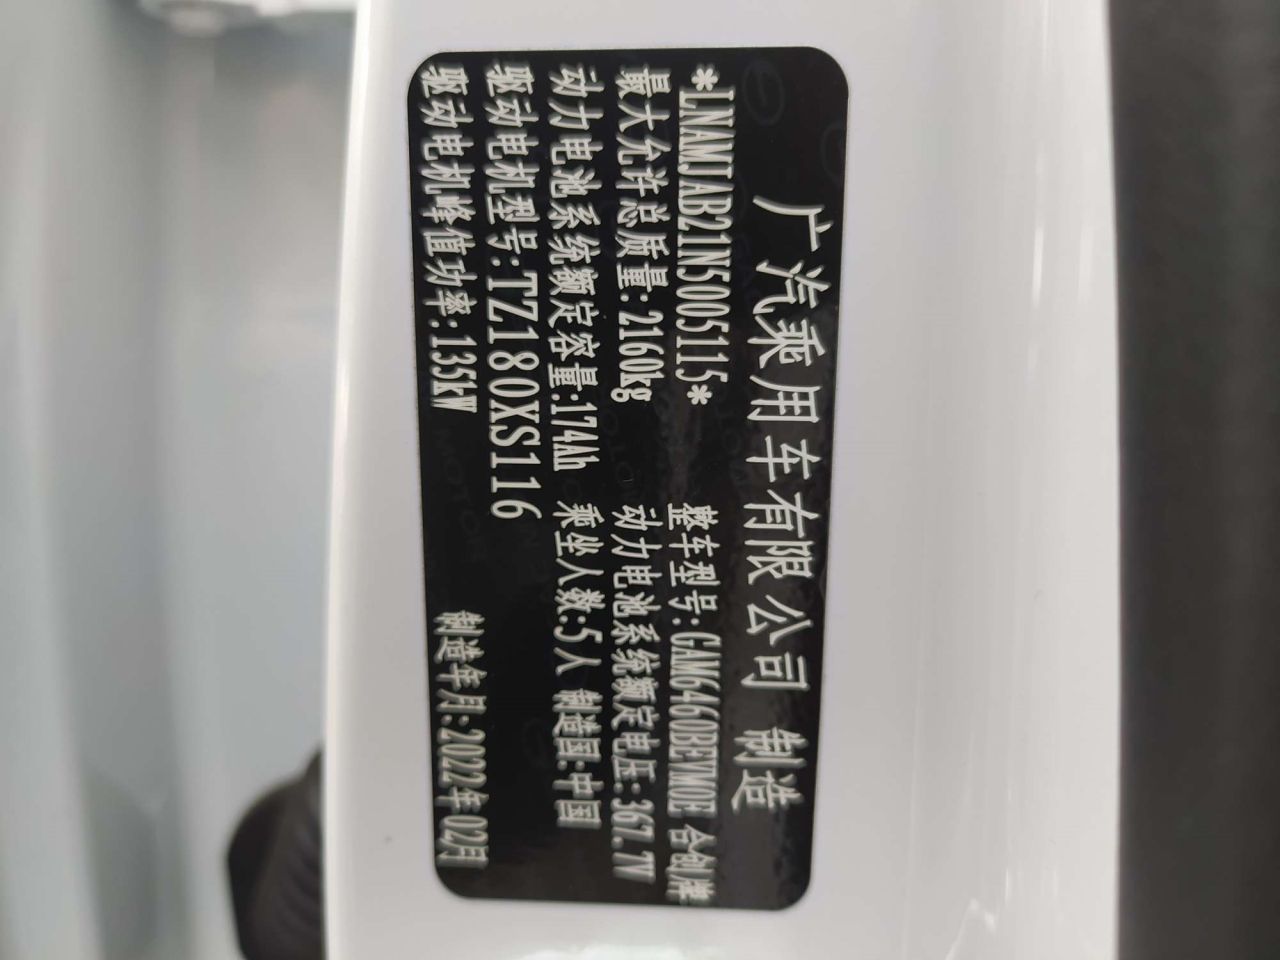 广汽乘用车有限公司 制造
*LNAMJAB21N5005115* 整车型号:GAM6460BEVM0E 合创牌
最大允许总质量:2160kg 动力电池系统额定电压:367.7V
动力电池系统额定容量:174Ah 乘坐人数:5人 制造国:中国
驱动电机型号:TZ180XS116
驱动电机峰值功率:135kW 制造年月:2022年02月